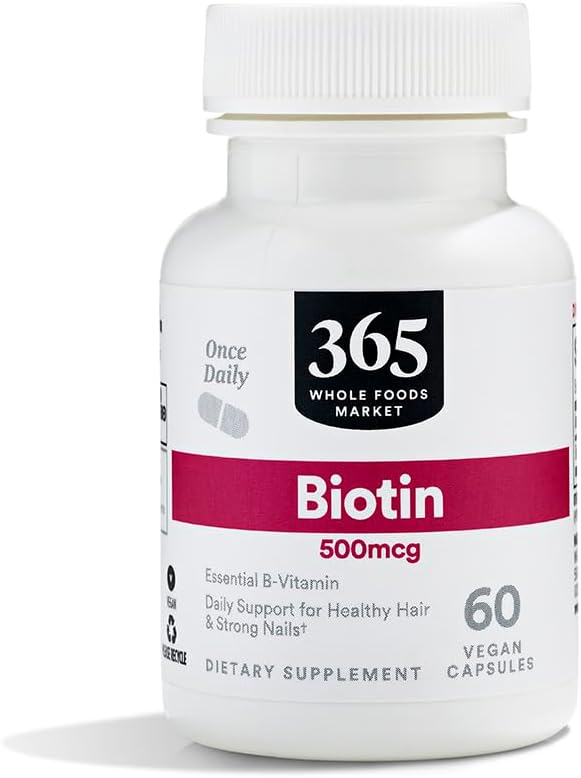 365
WHOLE FOODS
MARKET
Once
Daily
Biotin
500mcg
Essential B-Vitamin
Daily Support for Healthy Hair
& Strong Nails†
60
VEGAN
CAPSULES
DIETARY SUPPLEMENT
VEGAN
RECYCLE